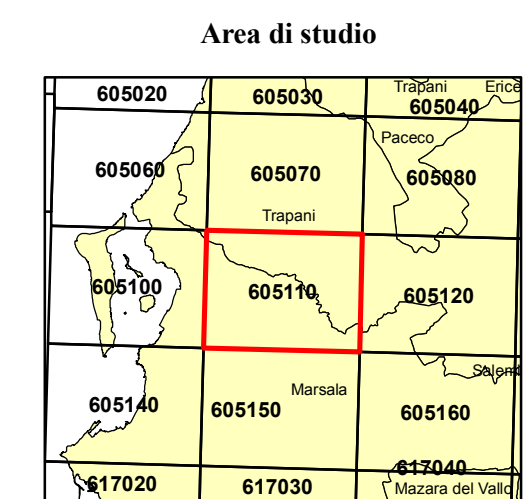 Area di studio
Trapani Erice
605020 605030 605040
Paceco
605060 605070 605080
Trapani
605100 605110 605120
Salemi
Marsala
605140 605150 605160
617040
617020 617030 Mazara del Vallo